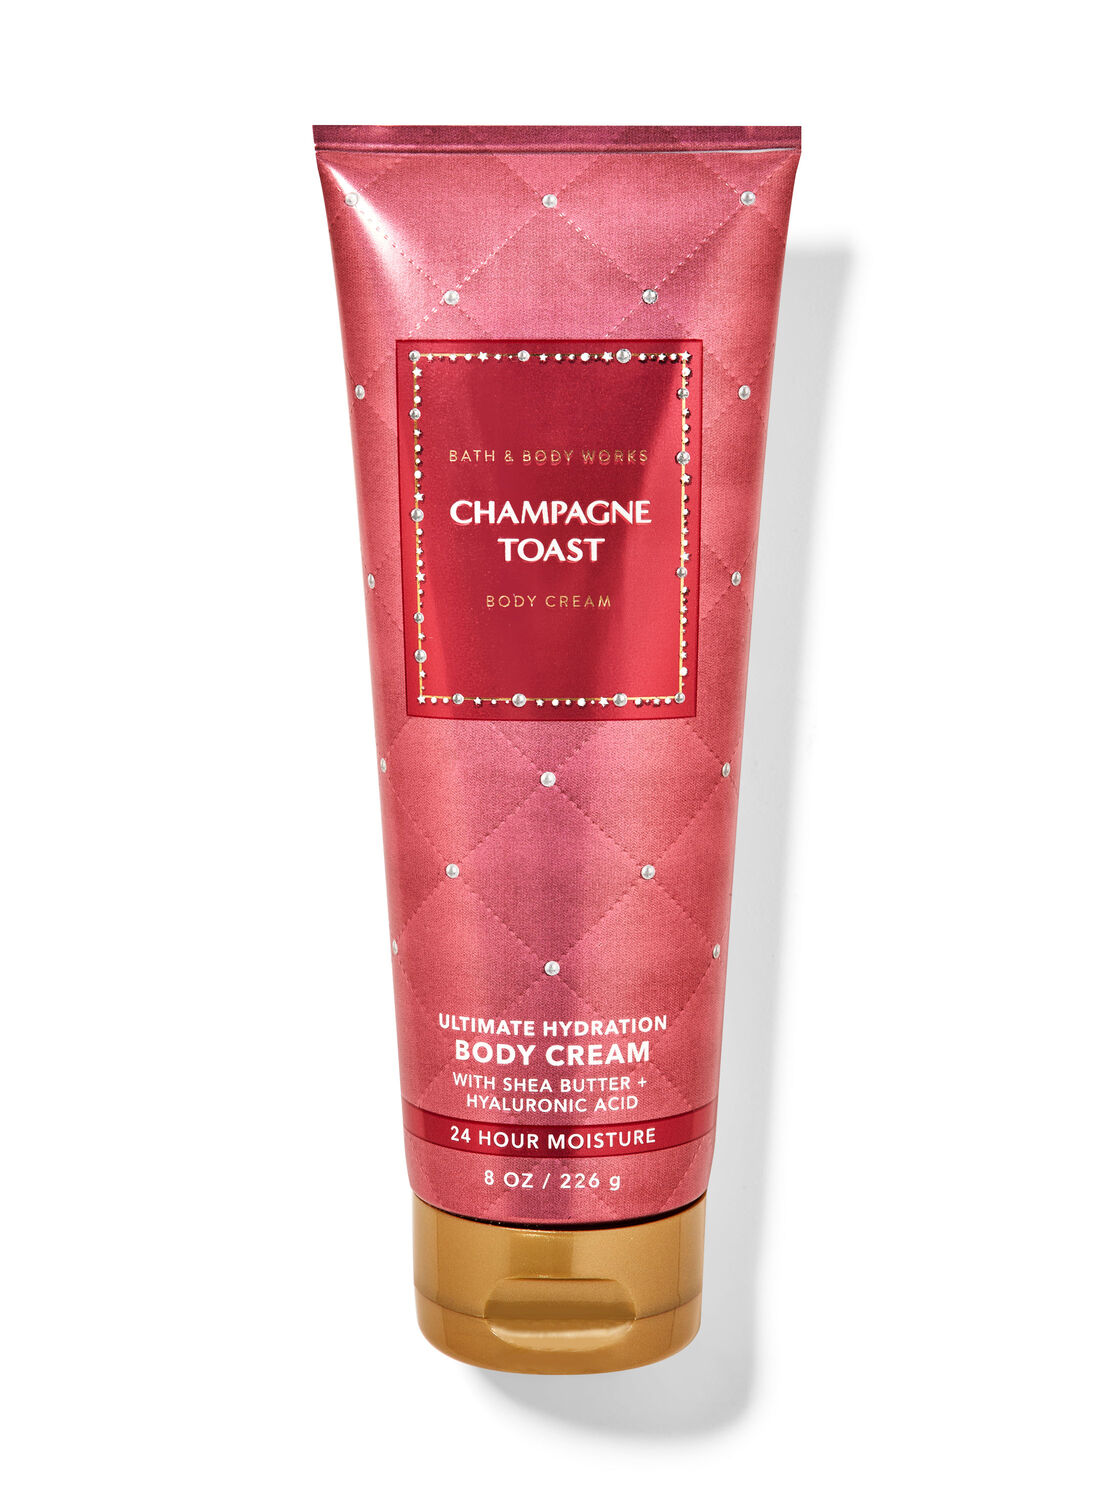 BATH & BODY WORKS
CHAMPAGNE
TOAST
BODY CREAM
ULTIMATE HYDRATION
BODY CREAM
WITH SHEA BUTTER +
HYALURONIC ACID
24 HOUR MOISTURE
8 OZ / 226 g